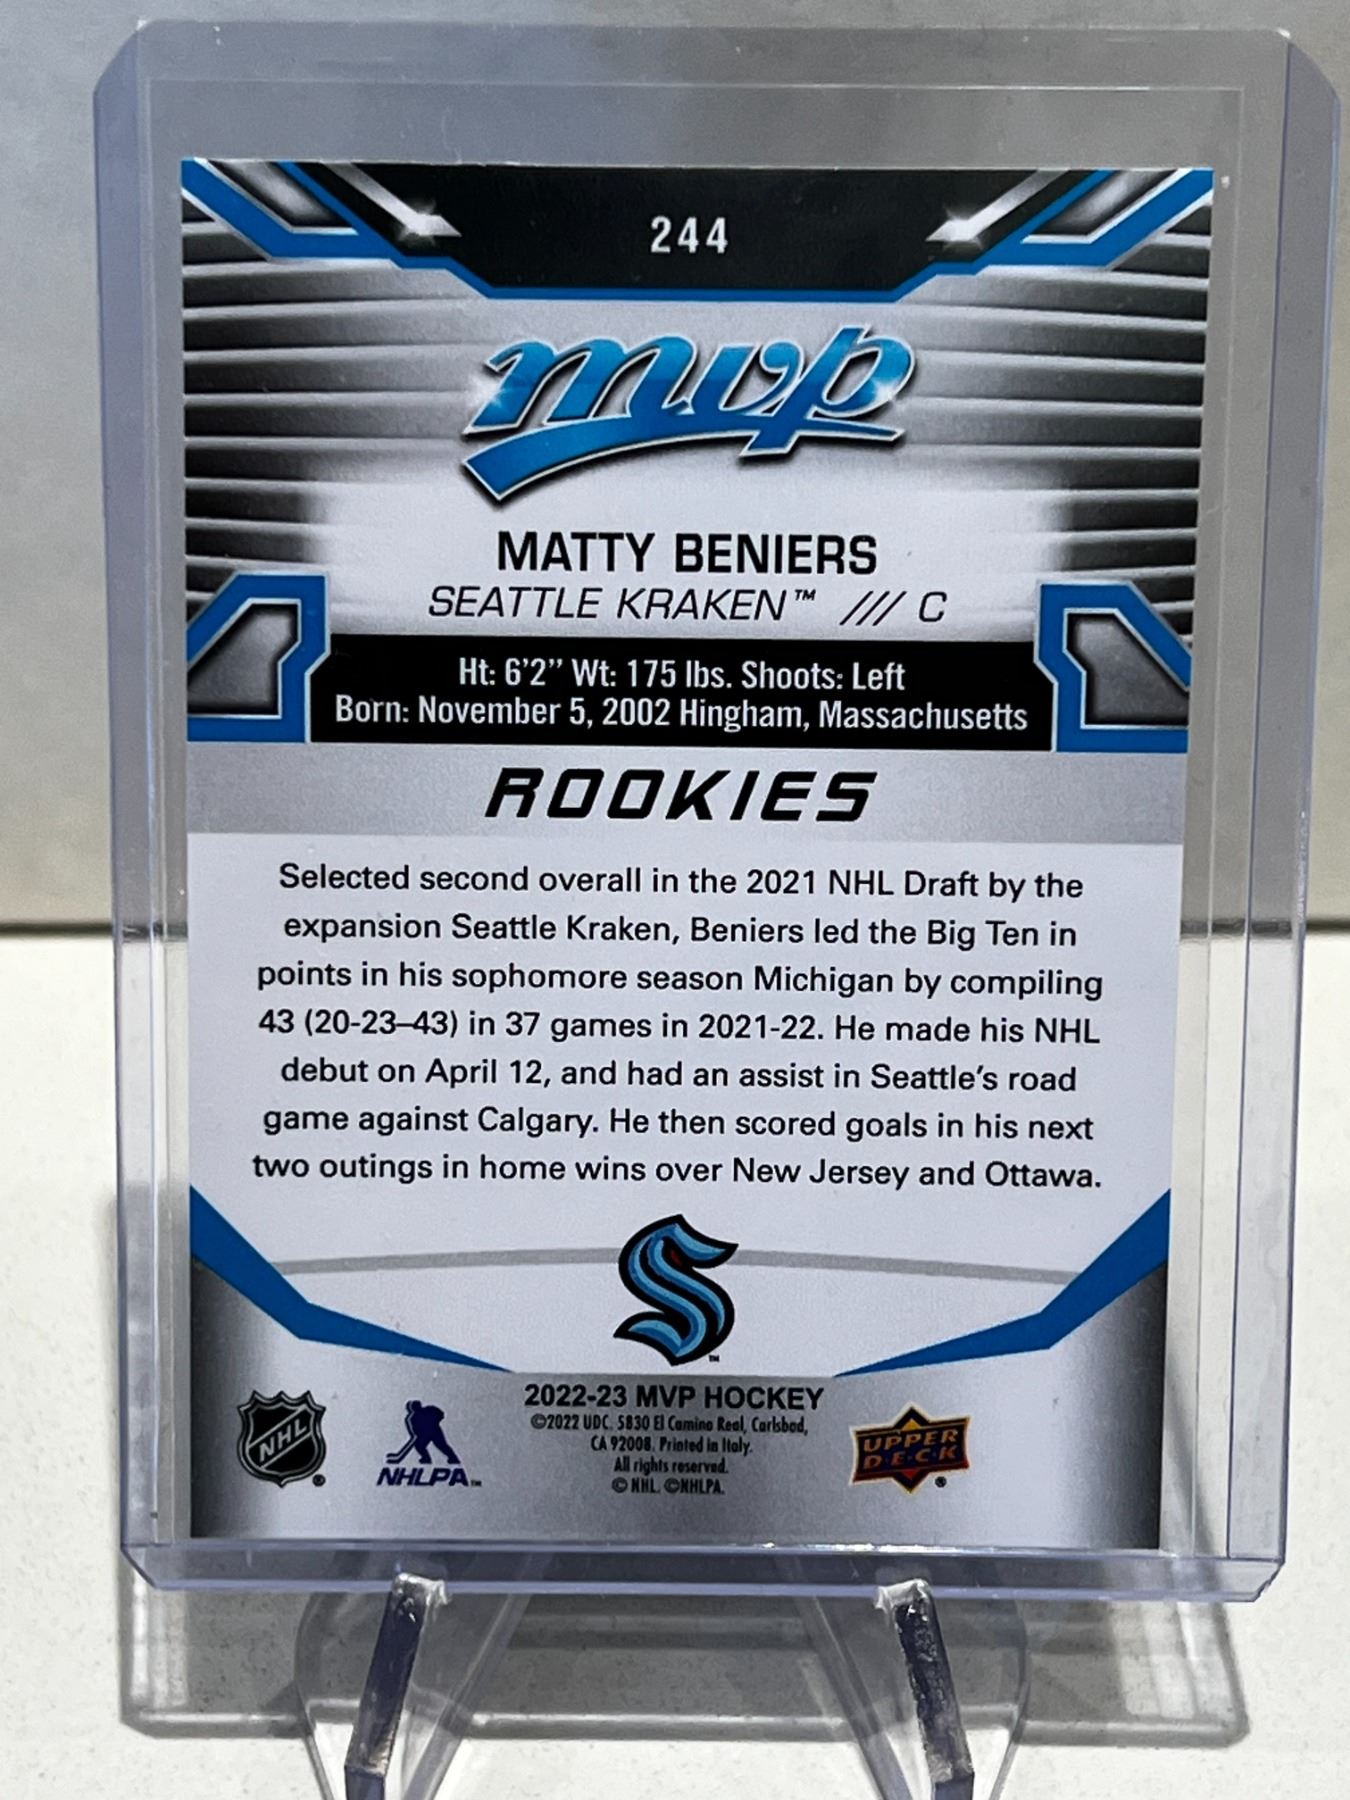 244
mvp
MATTY BENIERS
SEATTLE KRAKEN™ /// C
Ht: 6'2" Wt: 175 lbs. Shoots: Left
Born: November 5, 2002 Hingham, Massachusetts
ROOKIES
Selected second overall in the 2021 NHL Draft by the
expansion Seattle Kraken, Beniers led the Big Ten in
points in his sophomore season Michigan by compiling
43 (20-23–43) in 37 games in 2021-22. He made his NHL
debut on April 12, and had an assist in Seattle's road
game against Calgary. He then scored goals in his next
two outings in home wins over New Jersey and Ottawa.
S™
2022-23 MVP HOCKEY
©2022 UDC. 5830 El Camino Real, Carlsbad,
CA 92008. Printed in Italy.
All rights reserved.
© NHL. ©NHLPA.
NHL®
NHLPA™
UPPER
D·E·C·K®